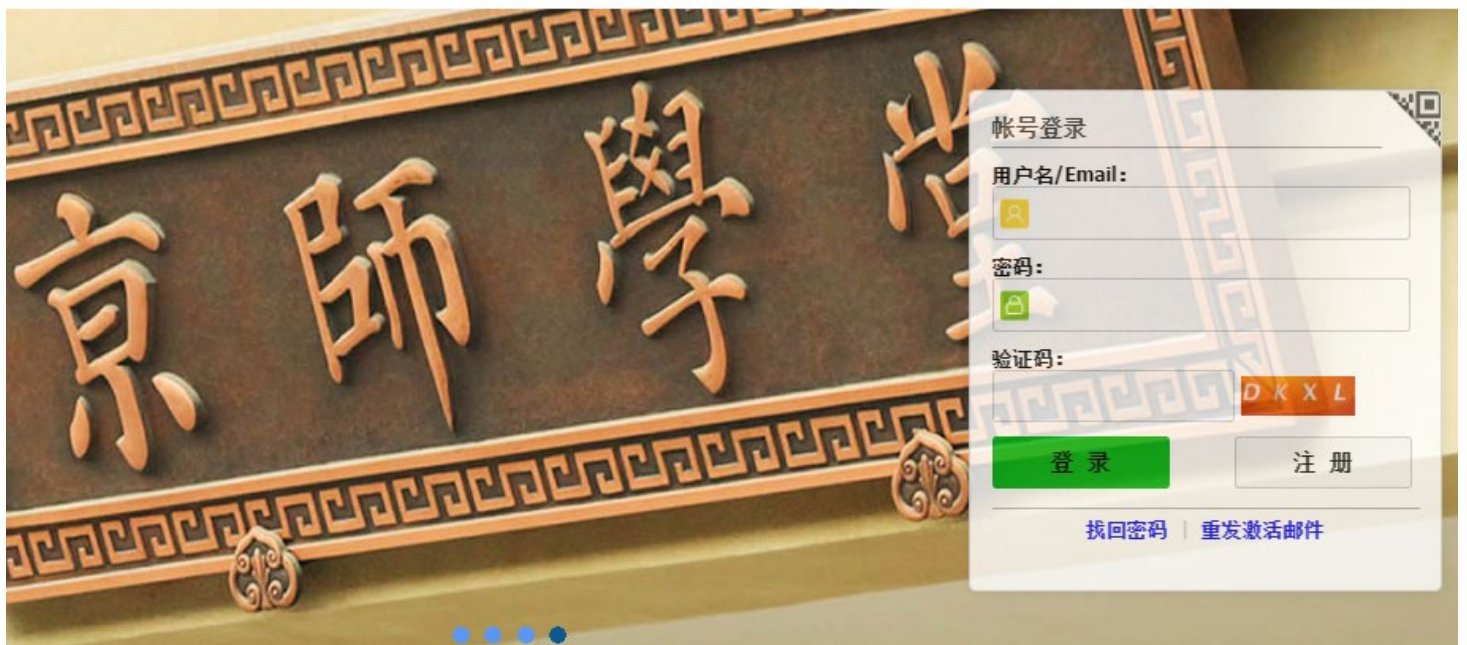 京師學堂
帐号登录
用户名/Email:
密码:
验证码:
D K X L
登 录
注 册
找回密码 | 重发激活邮件